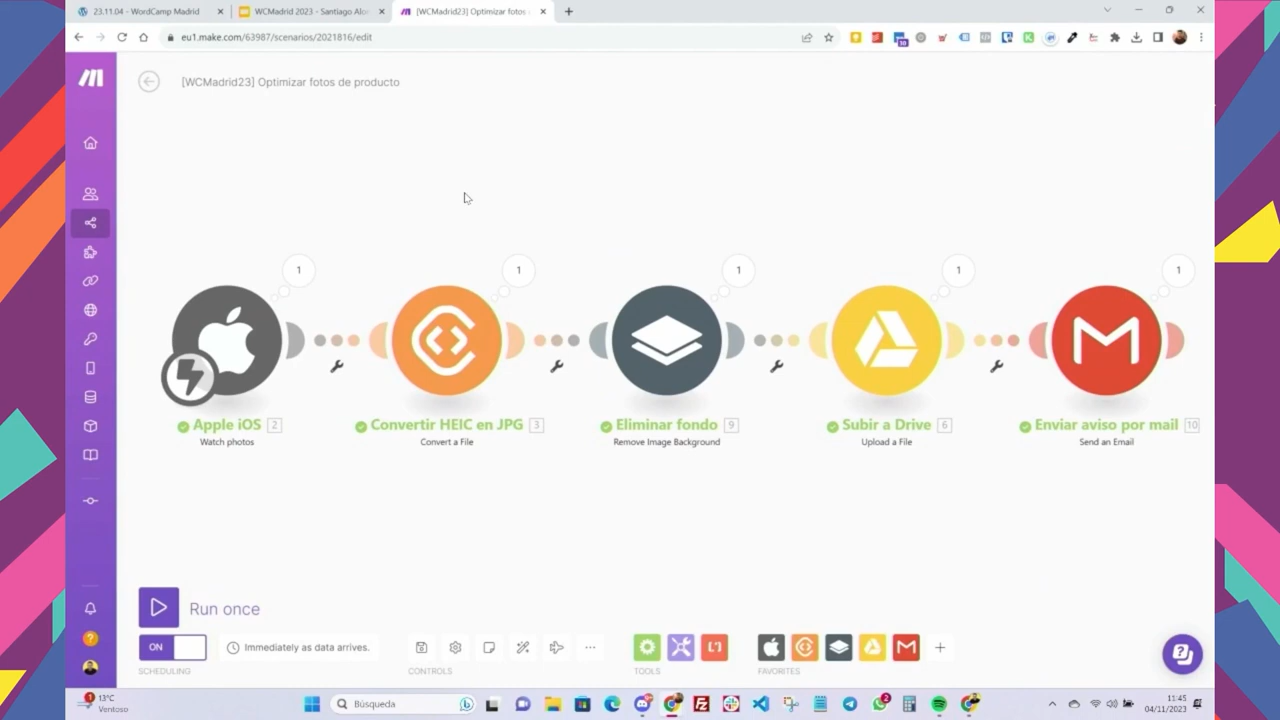 23.11.04 - WordCamp Madrid
WCMadrid 2023 - Santiago Alo
[WCMadrid23] Optimizar fotos
eu1.make.com/63987/scenarios/2021816/edit
[WCMadrid23] Optimizar fotos de producto
1
1
1
1
1
Apple iOS 2
Watch photos
Convertir HEIC en JPG 3
Convert a File
Eliminar fondo 9
Remove Image Background
Subir a Drive 6
Upload a File
Enviar aviso por mail 10
Send an Email
Run once
ON
Immediately as data arrives.
SCHEDULING
CONTROLS
TOOLS
FAVORITES
1
13°C
Ventoso
Búsqueda
2
11:45
04/11/2023